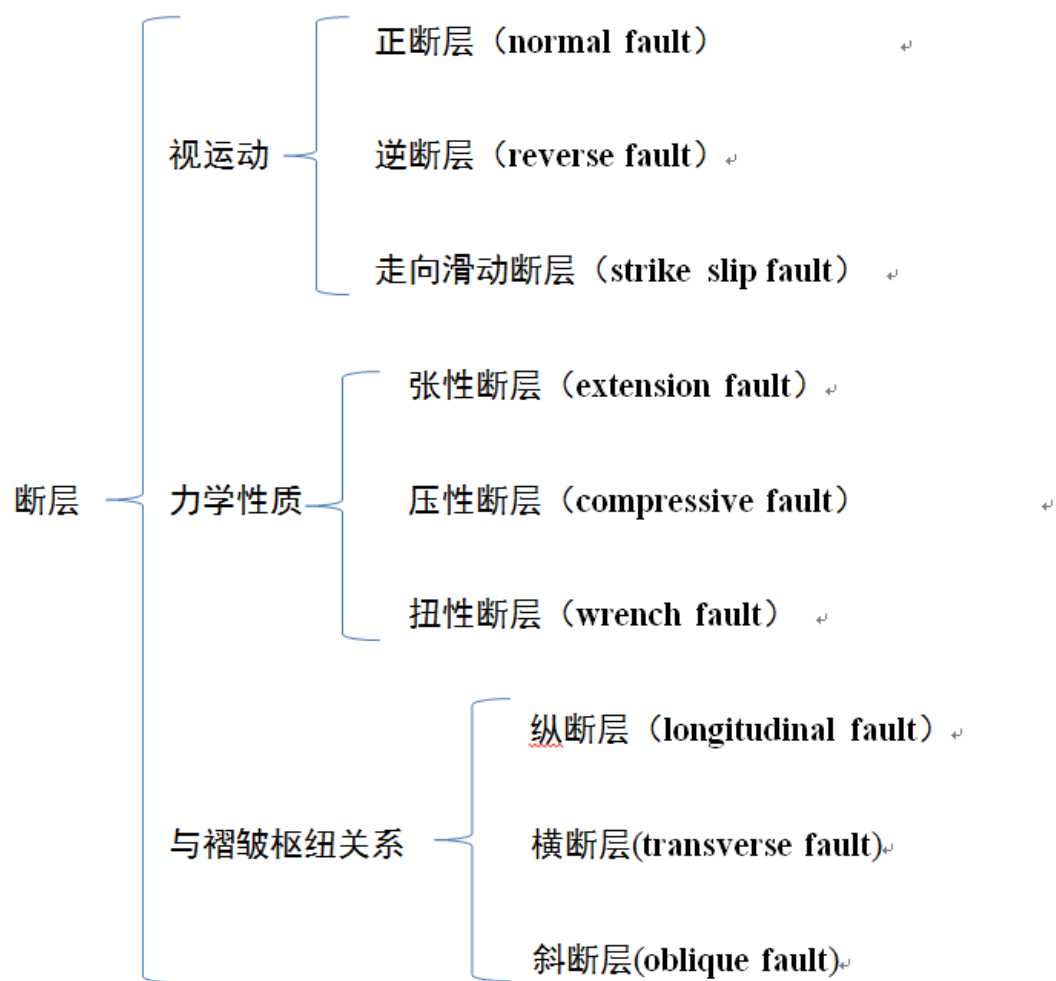 正断层（normal fault）
视运动
逆断层（reverse fault）
走向滑动断层（strike slip fault）
张性断层（extension fault）
断层
力学性质
压性断层（compressive fault）
扭性断层（wrench fault）
纵断层（longitudinal fault）
与褶皱枢纽关系
横断层(transverse fault)
斜断层(oblique fault)